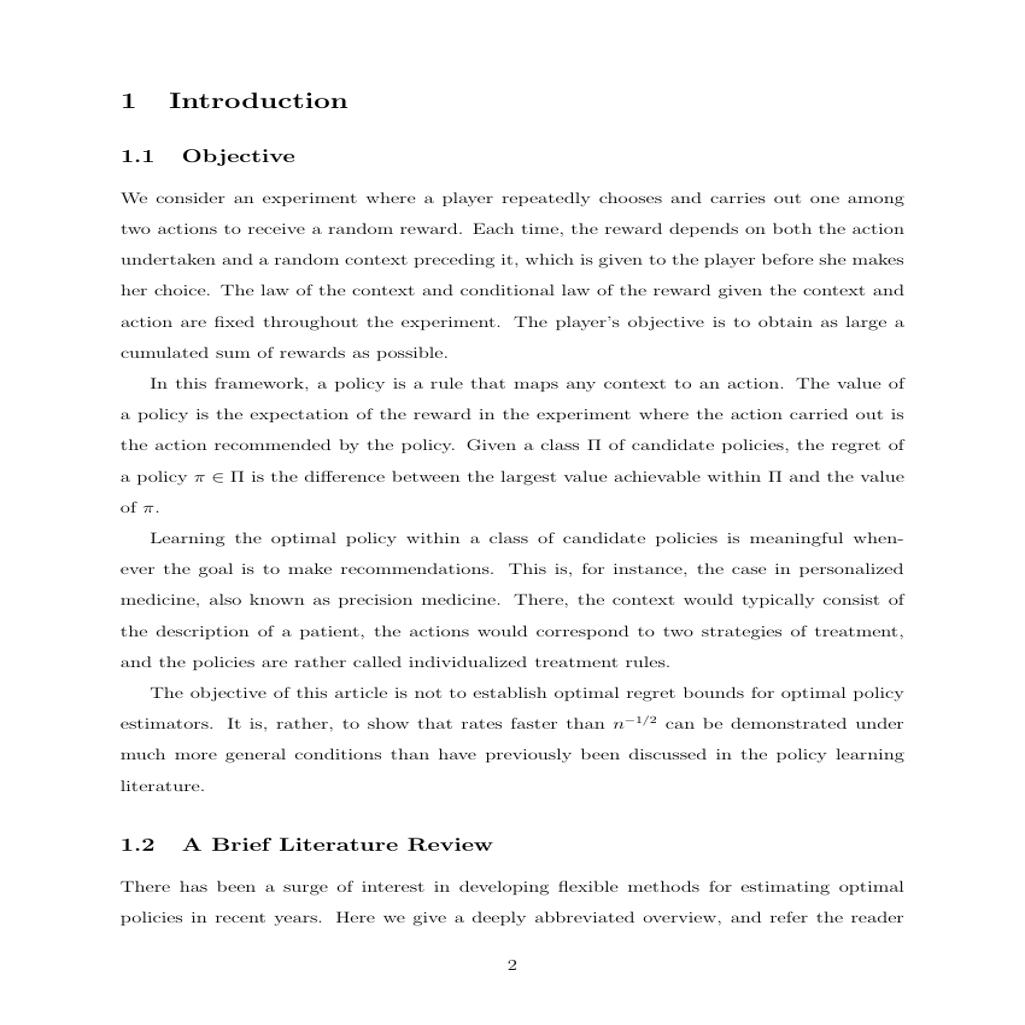 1 Introduction
1.1 Objective
We consider an experiment where a player repeatedly chooses and carries out one among
two actions to receive a random reward. Each time, the reward depends on both the action
undertaken and a random context preceding it, which is given to the player before she makes
her choice. The law of the context and conditional law of the reward given the context and
action are fixed throughout the experiment. The player's objective is to obtain as large a
cumulated sum of rewards as possible.
In this framework, a policy is a rule that maps any context to an action. The value of
a policy is the expectation of the reward in the experiment where the action carried out is
the action recommended by the policy. Given a class Π of candidate policies, the regret of
a policy π ∈ Π is the difference between the largest value achievable within Π and the value
of π.
Learning the optimal policy within a class of candidate policies is meaningful when-
ever the goal is to make recommendations. This is, for instance, the case in personalized
medicine, also known as precision medicine. There, the context would typically consist of
the description of a patient, the actions would correspond to two strategies of treatment,
and the policies are rather called individualized treatment rules.
The objective of this article is not to establish optimal regret bounds for optimal policy
estimators. It is, rather, to show that rates faster than n⁻¹/² can be demonstrated under
much more general conditions than have previously been discussed in the policy learning
literature.
1.2 A Brief Literature Review
There has been a surge of interest in developing flexible methods for estimating optimal
policies in recent years. Here we give a deeply abbreviated overview, and refer the reader
2